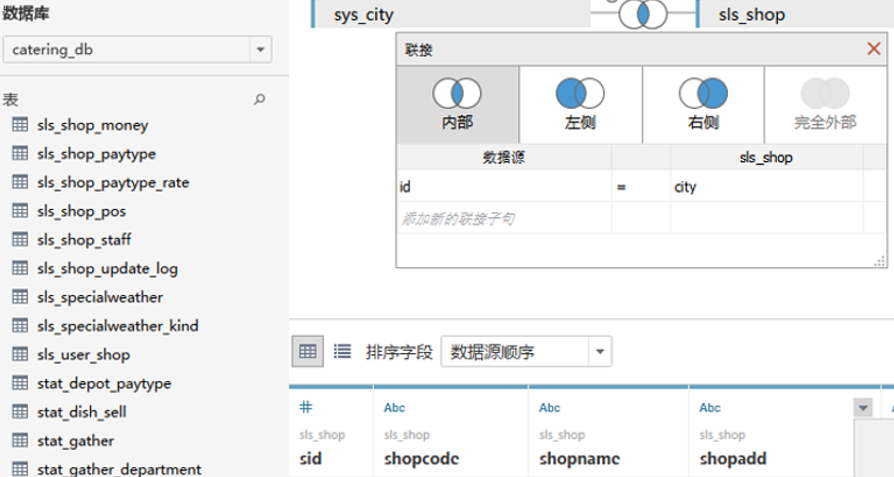 数据库
catering_db
表
sls_shop_money
sls_shop_paytype
sls_shop_paytype_rate
sls_shop_pos
sls_shop_staff
sls_shop_update_log
sls_specialweather
sls_specialweather_kind
sls_user_shop
stat_depot_paytype
stat_dish_sell
stat_gather
stat_gather_department
sys_city sls_shop
联接
内部 左侧 右侧 完全外部
数据源 sls_shop
id = city
添加新的联接子句
排序字段 数据源顺序
# Abc Abc Abc
sls_shop sls_shop sls_shop sls_shop
sid shopcode shopname shopadd